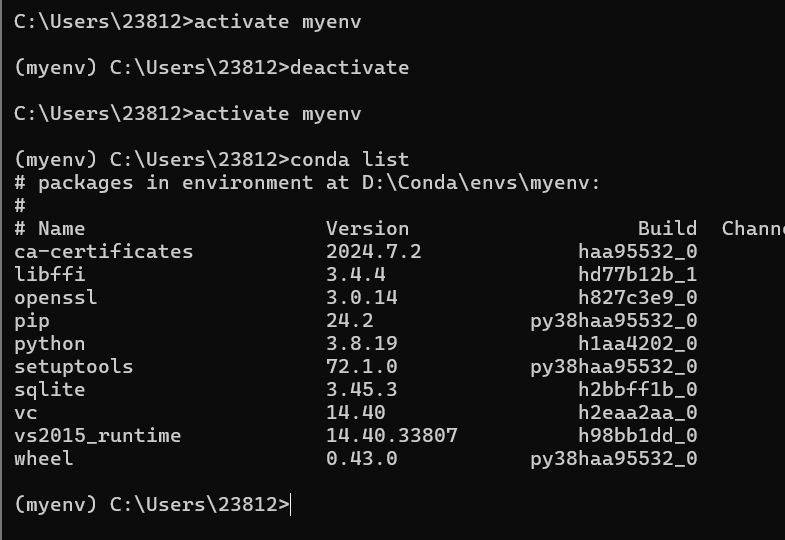 C:\Users\23812>activate myenv
(myenv) C:\Users\23812>deactivate
C:\Users\23812>activate myenv
(myenv) C:\Users\23812>conda list
# packages in environment at D:\Conda\envs\myenv:
#
# Name Version Build Channe
ca-certificates 2024.7.2 haa95532_0
libffi 3.4.4 hd77b12b_1
openssl 3.0.14 h827c3e9_0
pip 24.2 py38haa95532_0
python 3.8.19 h1aa4202_0
setuptools 72.1.0 py38haa95532_0
sqlite 3.45.3 h2bbff1b_0
vc 14.40 h2eaa2aa_0
vs2015_runtime 14.40.33807 h98bb1dd_0
wheel 0.43.0 py38haa95532_0
(myenv) C:\Users\23812>